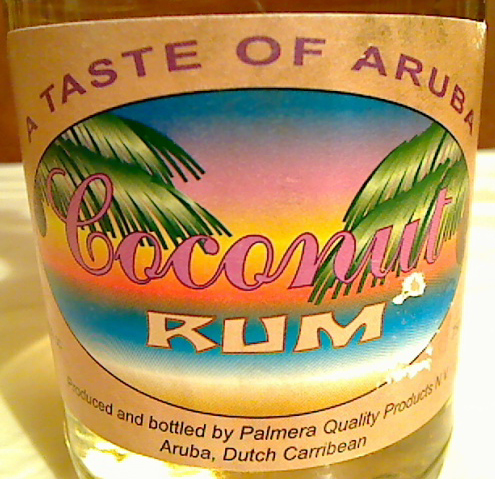 A TASTE OF ARUBA
Coconut
RUM
Produced and bottled by Palmera Quality Products N.V.
Aruba, Dutch Carribean